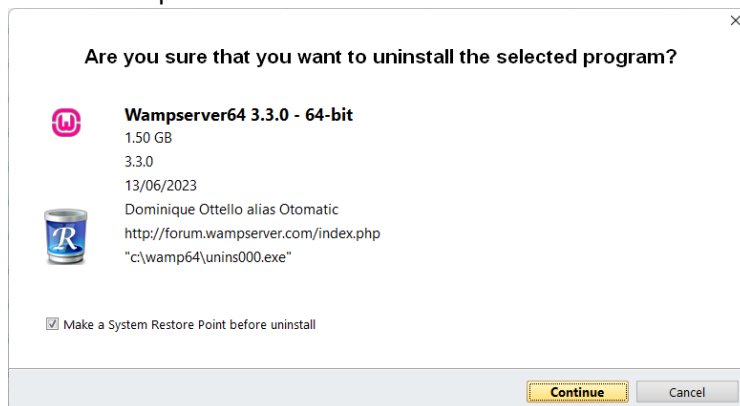 Are you sure that you want to uninstall the selected program?
Wampserver64 3.3.0 - 64-bit
1.50 GB
3.3.0
13/06/2023
Dominique Ottello alias Otomatic
http://forum.wampserver.com/index.php
"c:\wamp64\unins000.exe"
Make a System Restore Point before uninstall
Continue
Cancel